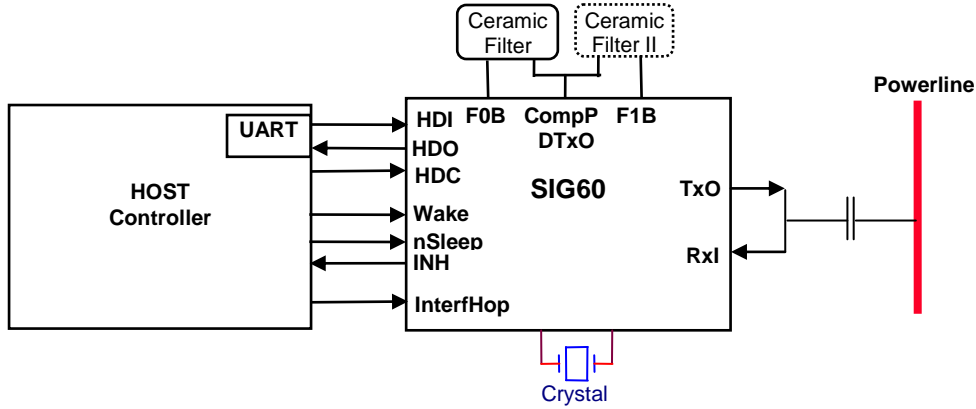 Ceramic
Filter
Ceramic
Filter II
Powerline
UART
HDI
F0B
CompP
F1B
DTxO
HDO
HDC
HOST
Controller
SIG60
TxO
Wake
nSleep
RxI
INH
InterfHop
Crystal